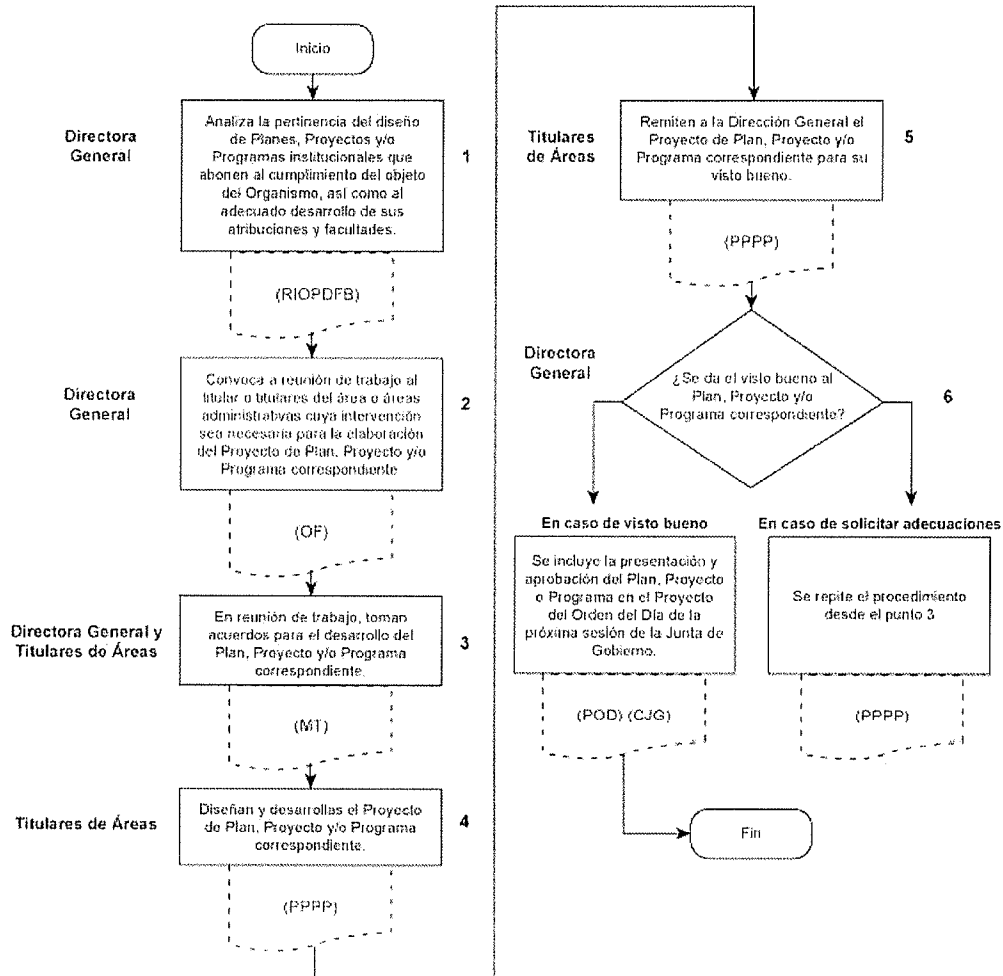 Inicio
Directora
General
Analiza la pertinencia del diseño
de Planes, Proyectos y/o
Programas institucionales que
abonen al cumplimiento del objeto
del Organismo, así como al
adecuado desarrollo de sus
atribuciones y facultades.
1
(RIOPDFB)
Directora
General
Convoca a reunión de trabajo al
titular o titulares del área o áreas
administrativas cuya intervención
sea necesaria para la elaboración
del Proyecto de Plan, Proyecto y/o
Programa correspondiente
2
(OF)
Directora General y
Titulares de Áreas
En reunión de trabajo, toman
acuerdos para el desarrollo del
Plan, Proyecto y/o Programa
correspondiente.
3
(MT)
Titulares de Áreas
Diseñan y desarrollas el Proyecto
de Plan, Proyecto y/o Programa
correspondiente.
4
(PPPP)
Titulares
de Áreas
Remiten a la Dirección General el
Proyecto de Plan, Proyecto y/o
Programa correspondiente para su
visto bueno.
5
(PPPP)
Directora
General
¿Se da el visto bueno al
Plan, Proyecto y/o
Programa correspondiente?
6
En caso de visto bueno
Se incluye la presentación y
aprobación del Plan, Proyecto
o Programa en el Proyecto
del Orden del Día de la
próxima sesión de la Junta de
Gobierno.
(POD) (CJG)
En caso de solicitar adecuaciones
Se repite el procedimiento
desde el punto 3
(PPPP)
Fin